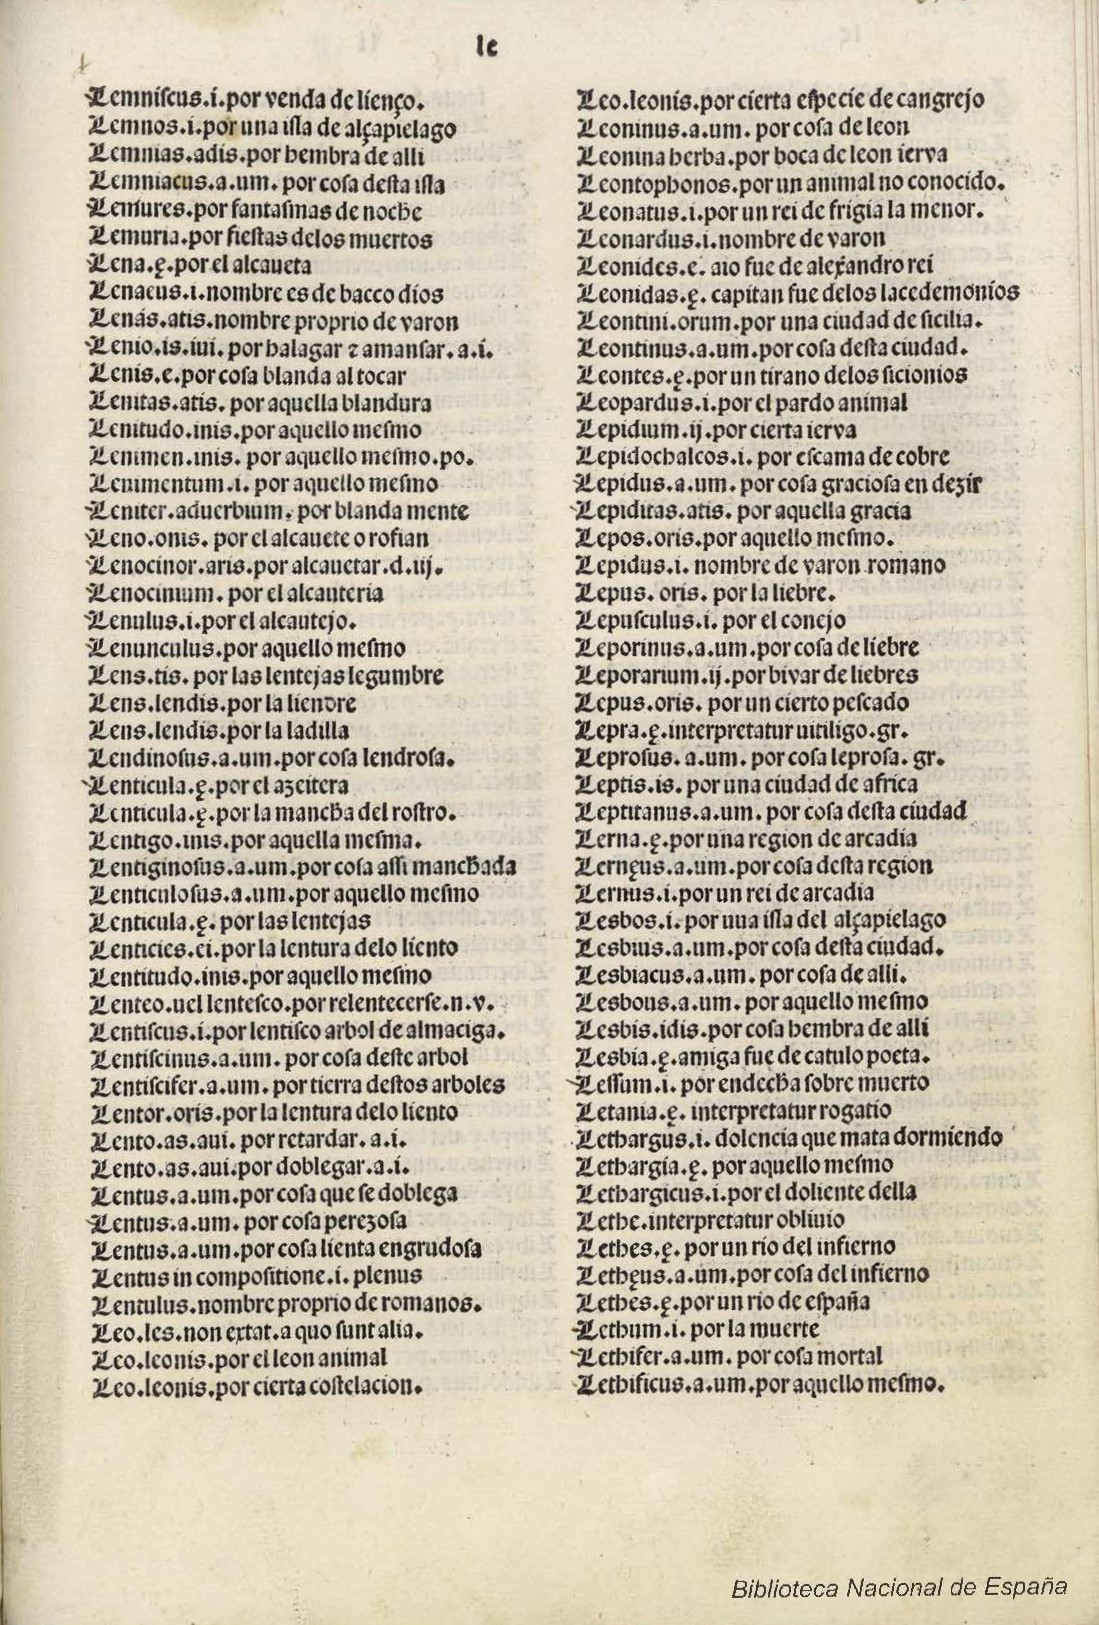 le
Lemniscus.i.por venda de lienço.
Lemnos.i.por una isla de alçapielago
Lemnias.adis.por hembra de alli
Lemniacus.a.um. por cosa desta isla
Lemures.por fantasmas de noche
Lemuria.por fiestas delos muertos
Lena.ę.por el alcaueta
Lenaeus.i.nombre es de bacco dios
Lenas.atis.nombre proprio de varon
Lenio.is.iui. por halagar ⁊ amansar. a.i.
Lenis.e.por cosa blanda al tocar
Lenitas.atis. por aquella blandura
Lenitudo.inis.por aquello mesmo
Lenimen.inis. por aquello mesmo.po.
Lenimentum.i. por aquello mesmo
Leniter.aduerbium. por blanda mente
Leno.onis. por el alcauete o rofian
Lenocinor.aris.por alcauetar.d.iij.
Lenocinium. por el alcauteria
Lenulus.i.por el alcautejo.
Lenunculus.por aquello mesmo
Lens.tis. por las lentejas legumbre
Lens.lendis.por la liendre
Lens.lendis.por la ladilla
Lendinosus.a.um.por cosa lendrosa.
Lenticula.ę.por el azeitera
Lenticula.ę.por la mancha del rostro.
Lentigo.inis.por aquella mesma.
Lentiginosus.a.um.por cosa assi manchada
Lenticulosus.a.um.por aquello mesmo
Lenticula.ę. por las lentejas
Lenticies.ei.por la lentura delo liento
Lentitudo.inis.por aquello mesmo
Lenteo.uel lentesco.por relentecerse.n.v.
Lentiscus.i.por lentisco arbol de almaciga.
Lentiscinus.a.um. por cosa deste arbol
Lentiscifer.a.um. por tierra destos arboles
Lentor.oris.por la lentura delo liento
Lento.as.aui. por retardar. a.i.
Lento.as.aui.por doblegar.a.i.
Lentus.a.um.por cosa que se doblega
Lentus.a.um. por cosa perezosa
Lentus.a.um.por cosa lienta engrudosa
Lentus in compositione.i. plenus
Lentulus.nombre proprio de romanos.
Leo.les.non extat.a quo sunt alia.
Leo.leonis.por el leon animal
Leo.leonis.por cierta costelacion.
Leo.leonis.por cierta especie de cangrejo
Leoninus.a.um. por cosa de leon
Leonina herba.por boca de leon ierva
Leontophonos.por un animal no conocido.
Leonatus.i.por un rei de frigia la menor.
Leonardus.i.nombre de varon
Leonides.e. aio fue de alexandro rei
Leonidas.ę. capitan fue delos lacedemonios
Leontini.orum.por una ciudad de sicilia.
Leontinus.a.um.por cosa desta ciudad.
Leontes.ę.por un tirano delos sicionios
Leopardus.i.por el pardo animal
Lepidium.ij.por cierta ierva
Lepidochalcos.i. por escama de cobre
Lepidus.a.um. por cosa graciosa en dezir
Lepiditas.atis. por aquella gracia
Lepos.oris.por aquello mesmo.
Lepidus.i. nombre de varon romano
Lepus. oris. por la liebre.
Lepusculus.i. por el conejo
Leporinus.a.um.por cosa de liebre
Leporarium.ij.por bivar de liebres
Lepus.oris. por un cierto pescado
Lepra.ę.interpretatur uitiligo.gr.
Leprosus. a.um. por cosa leprosa. gr.
Leptis.is. por una ciudad de africa
Leptitanus.a.um. por cosa desta ciudad
Lerna.ę.por una region de arcadia
Lernęus.a.um.por cosa desta region
Lernus.i.por un rei de arcadia
Lesbos.i. por una isla del alçapielago
Lesbius.a.um.por cosa desta ciudad.
Lesbiacus.a.um. por cosa de alli.
Lesbous.a.um. por aquello mesmo
Lesbis.idis.por cosa hembra de alli
Lesbia.ę.amiga fue de catulo poeta.
Lessum.i. por endecha sobre muerto
Letania.ę. interpretatur rogatio
Lethargus.i. dolencia que mata dormiendo
Lethargia.ę. por aquello mesmo
Lethargicus.i.por el doliente della
Lethe.interpretatur obliuio
Lethes.ę. por un rio del infierno
Lethęus.a.um.por cosa del infierno
Lethes.ę.por un rio de españa
Lethum.i. por la muerte
Lethifer.a.um. por cosa mortal
Lethificus.a.um.por aquello mesmo.
Biblioteca Nacional de España